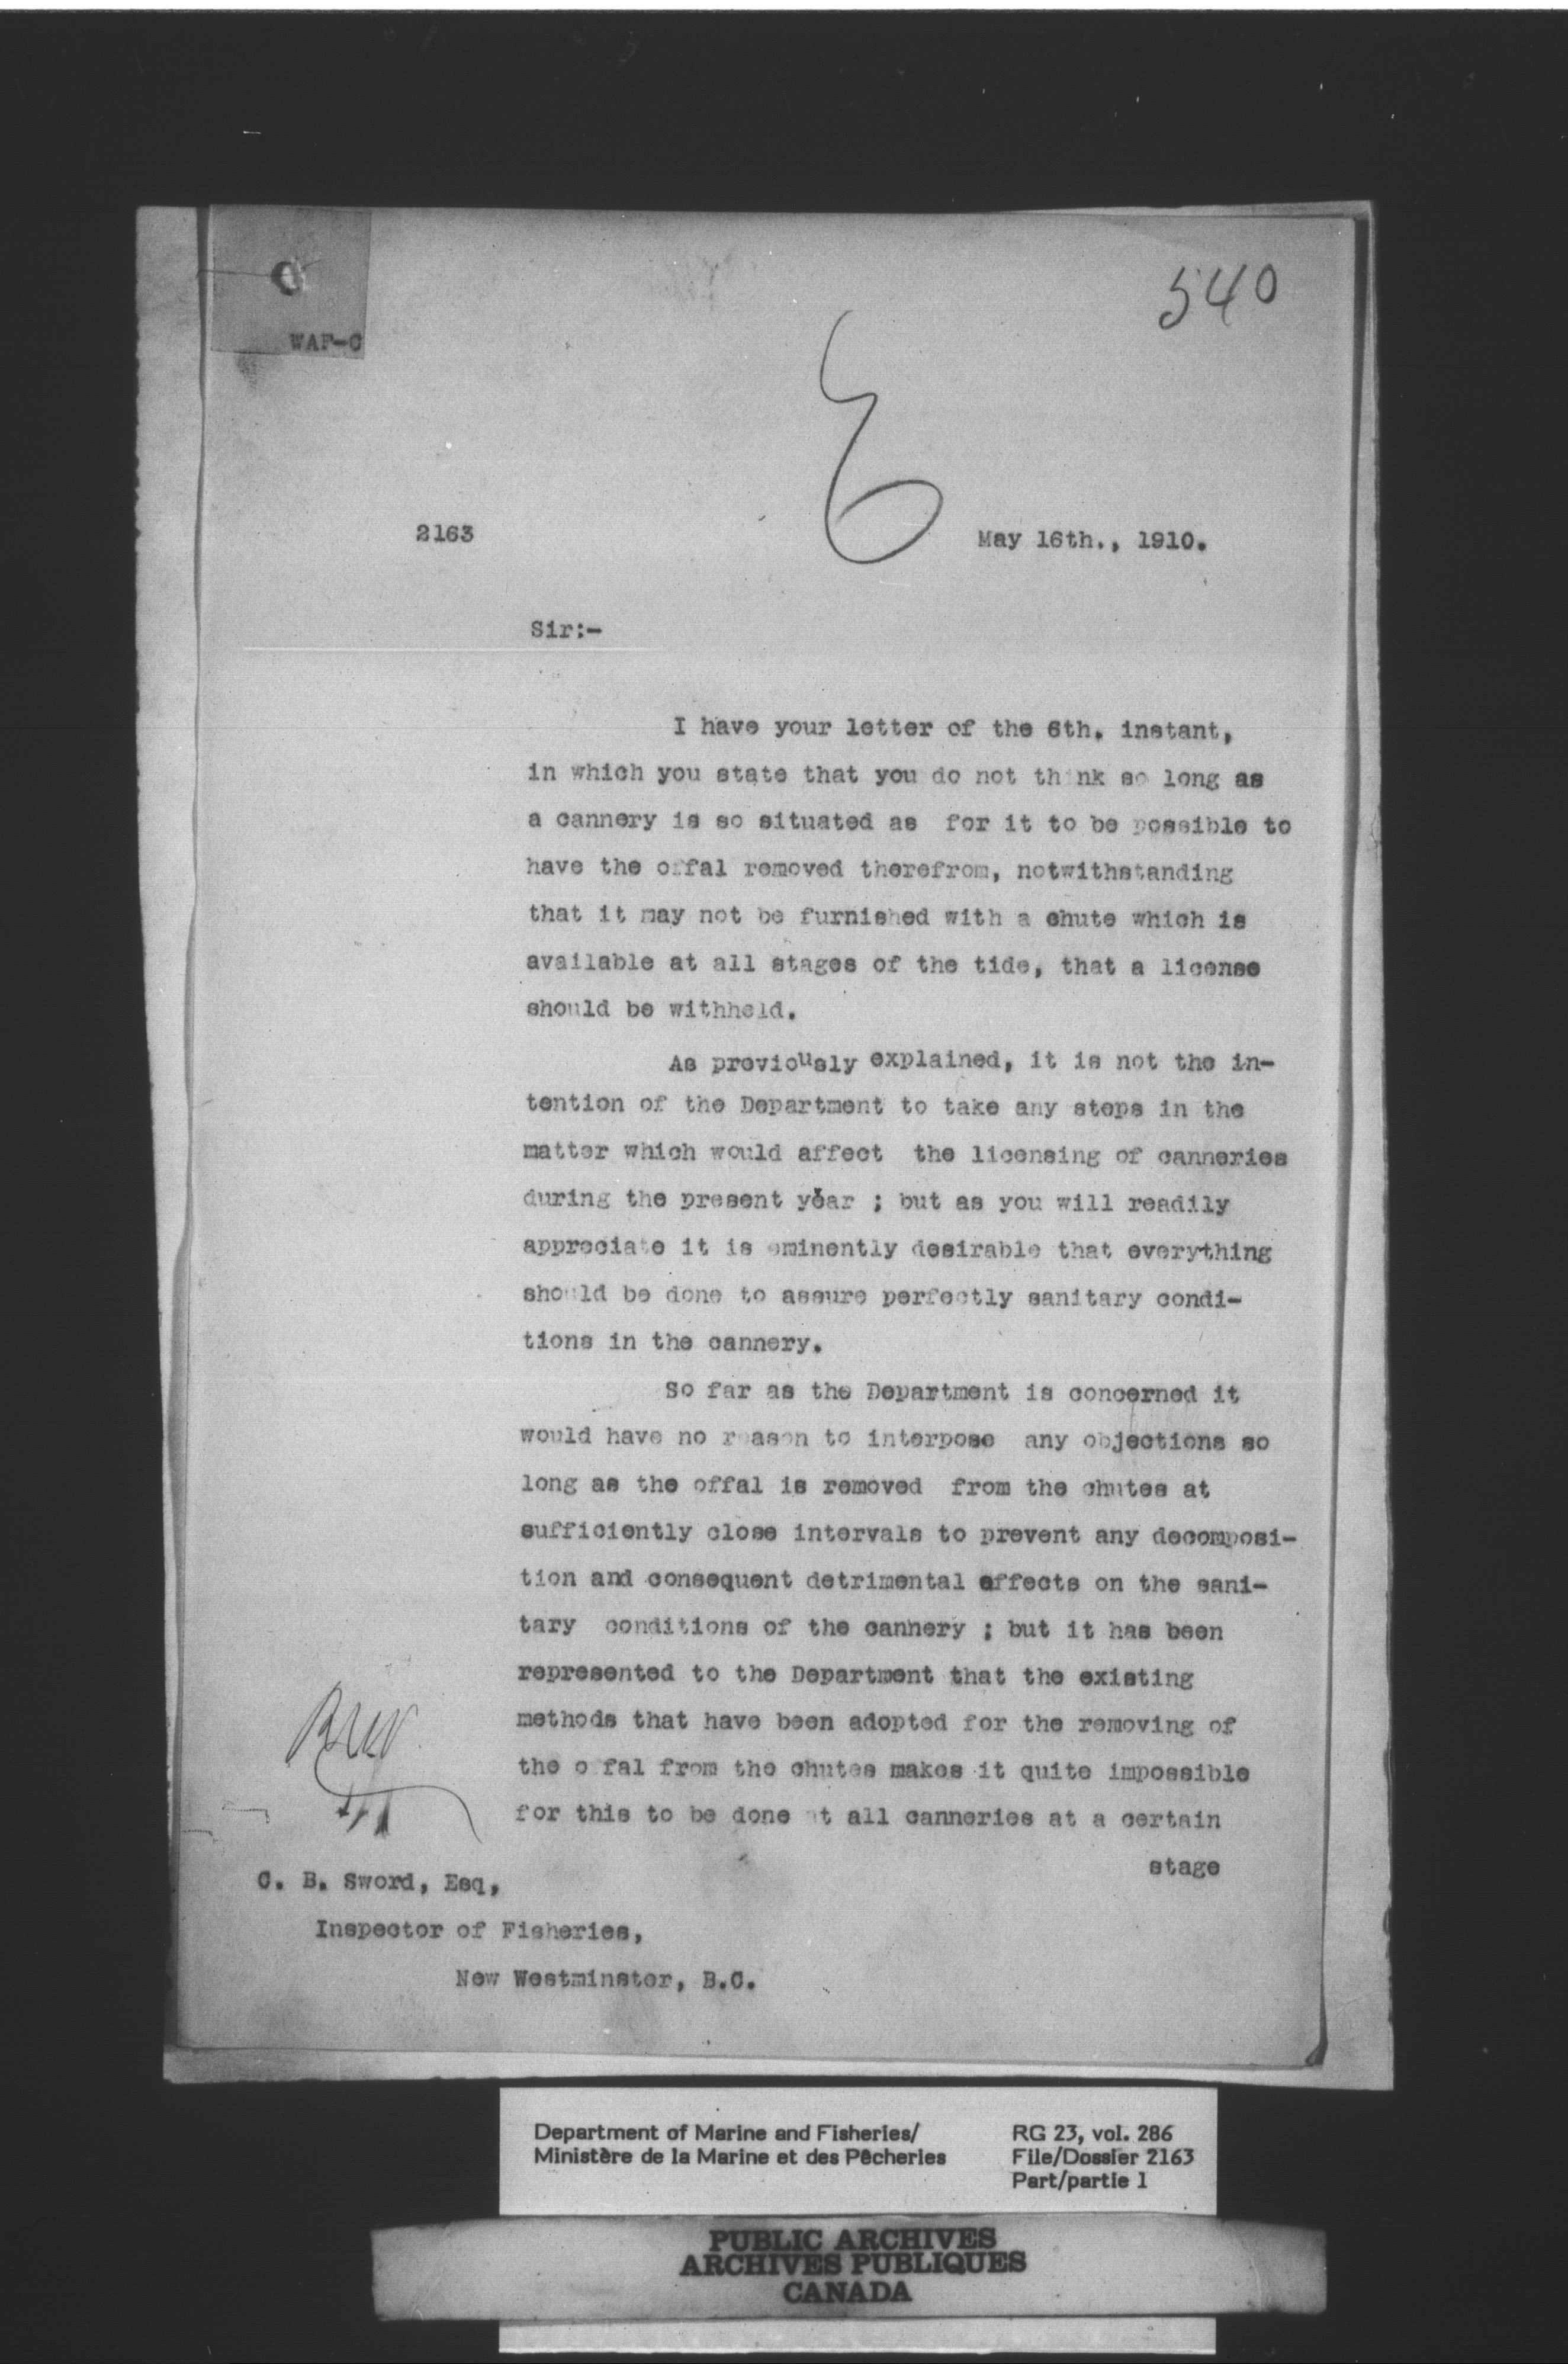 540
WAF-C
2163
May 16th., 1910.
Sir:-
I have your letter of the 6th. instant,
in which you state that you do not think so long as
a cannery is so situated as for it to be possible to
have the offal removed therefrom, notwithstanding
that it may not be furnished with a chute which is
available at all stages of the tide, that a license
should be withheld.
As previously explained, it is not the in-
tention of the Department to take any steps in the
matter which would affect the licensing of canneries
during the present year ; but as you will readily
appreciate it is eminently desirable that everything
should be done to assure perfectly sanitary condi-
tions in the cannery.
So far as the Department is concerned it
would have no reason to interpose any objections so
long as the offal is removed from the chutes at
sufficiently close intervals to prevent any decomposi-
tion and consequent detrimental effects on the sani-
tary conditions of the cannery ; but it has been
represented to the Department that the existing
methods that have been adopted for the removing of
the offal from the chutes makes it quite impossible
for this to be done at all canneries at a certain
stage
C. B. Sword, Esq,
Inspector of Fisheries,
New Westminster, B.C.
Department of Marine and Fisheries/
Ministère de la Marine et des Pêcheries
RG 23, vol. 286
File/Dossier 2163
Part/partie 1
PUBLIC ARCHIVES
ARCHIVES PUBLIQUES
CANADA